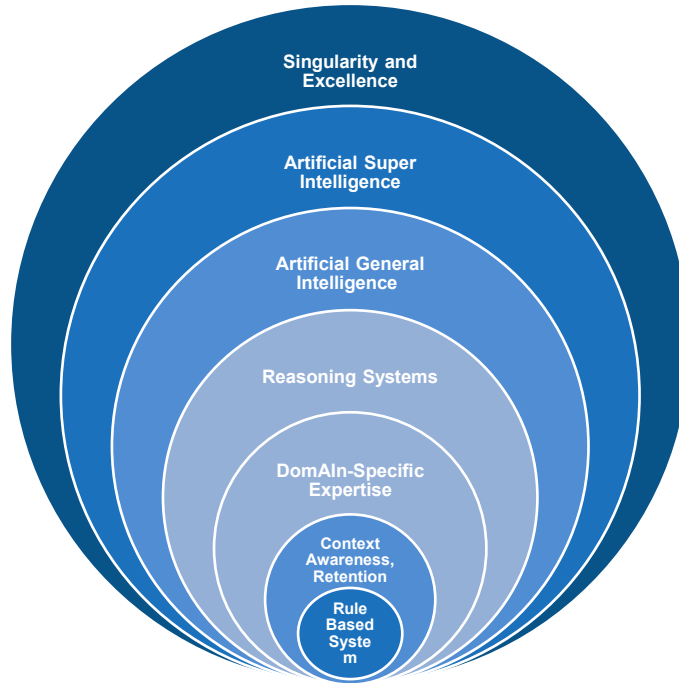 Singularity and
Excellence
Artificial Super
Intelligence
Artificial General
Intelligence
Reasoning Systems
DomAIn-Specific
Expertise
Context
Awareness,
Retention
Rule
Based
Syste
m